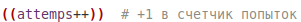 ((attemps++))  # +1 в счетчик попыток